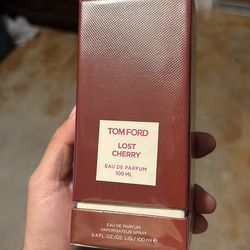 TOM FORD
LOST
CHERRY
EAU DE PARFUM
100 ML
EAU DE PARFUM
VAPORISATEUR SPRAY
3.4 FL.OZ./OZ.LIQ./100 ml ℮